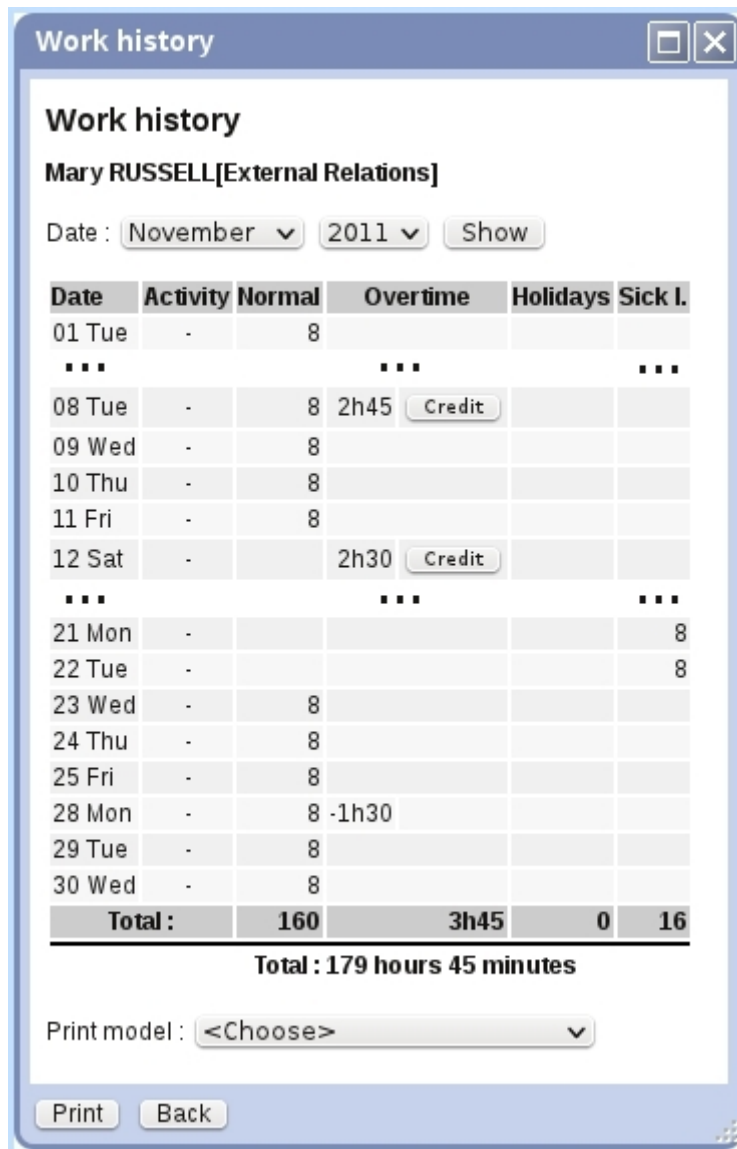 Work history
Work history
Mary RUSSELL[External Relations]
Date : November 2011 Show
Date Activity Normal Overtime Holidays Sick l.
01 Tue - 8
... ... ...
08 Tue - 8 2h45 Credit
09 Wed - 8
10 Thu - 8
11 Fri - 8
12 Sat - 2h30 Credit
... ... ...
21 Mon - 8
22 Tue - 8
23 Wed - 8
24 Thu - 8
25 Fri - 8
28 Mon - 8 -1h30
29 Tue - 8
30 Wed - 8
Total : 160 3h45 0 16
Total : 179 hours 45 minutes
Print model : <Choose>
Print Back